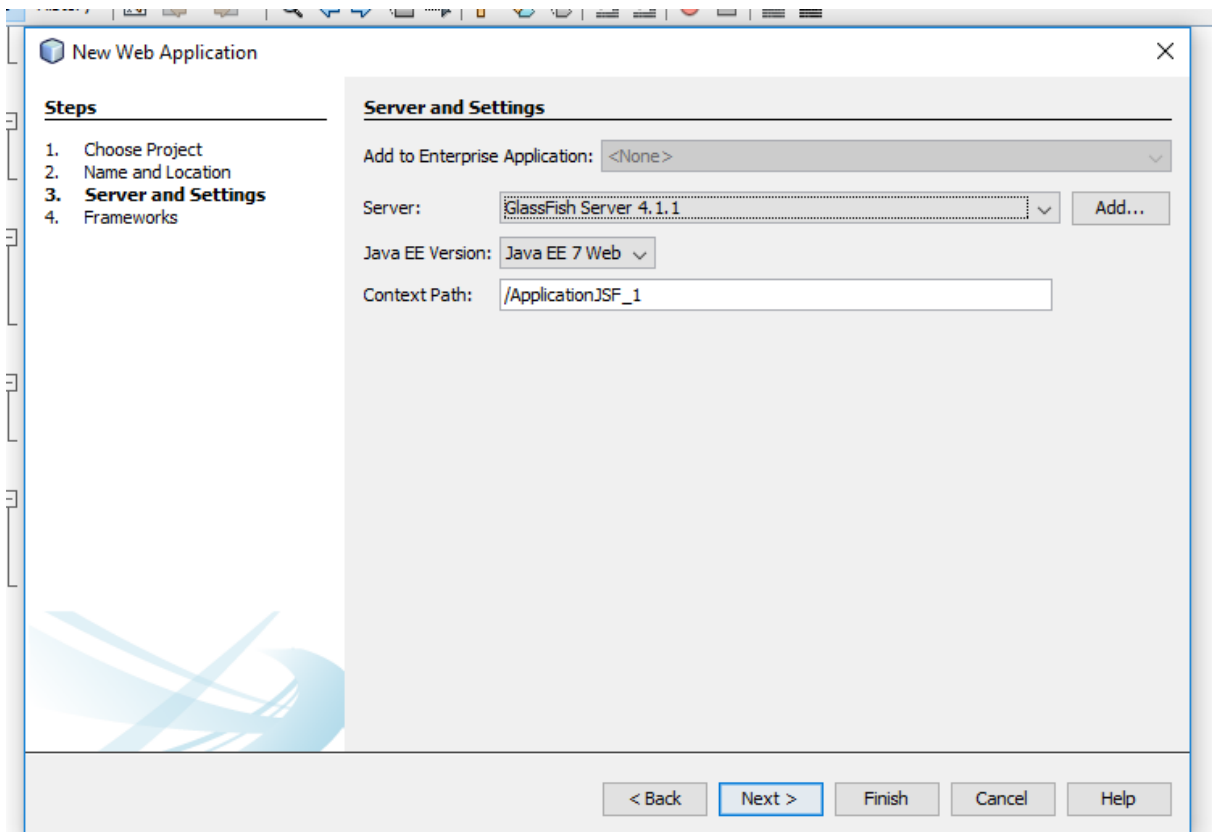 New Web Application
Steps
1. Choose Project
2. Name and Location
3. Server and Settings
4. Frameworks
Server and Settings
Add to Enterprise Application: <None>
Server: GlassFish Server 4.1.1 Add...
Java EE Version: Java EE 7 Web
Context Path: /ApplicationJSF_1
< Back Next > Finish Cancel Help